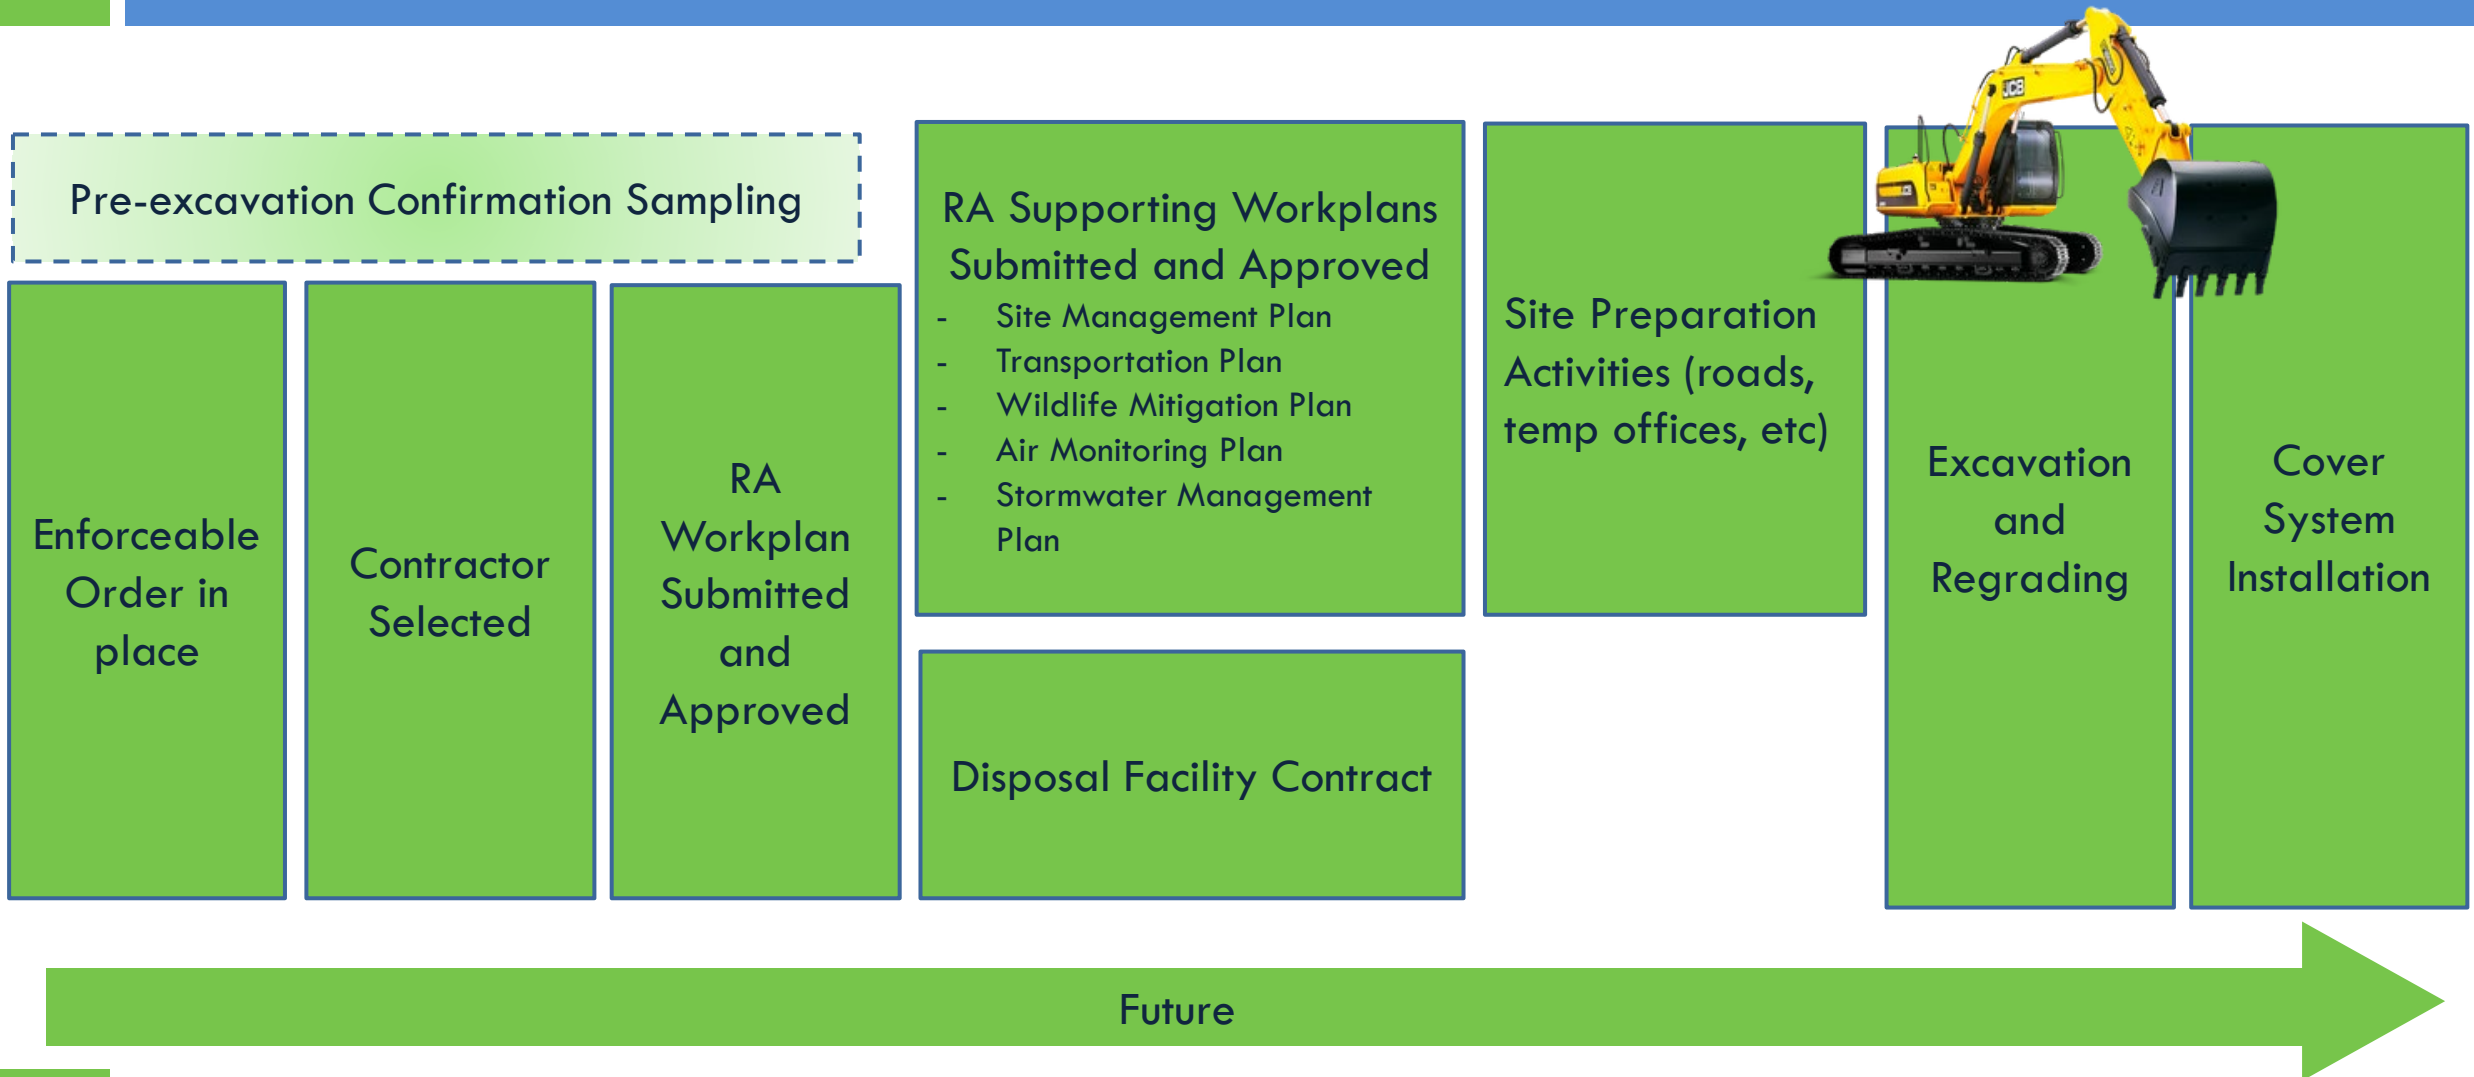 Pre-excavation Confirmation Sampling
Enforceable
Order in
place
Contractor
Selected
RA
Workplan
Submitted
and
Approved
RA Supporting Workplans
Submitted and Approved
- Site Management Plan
- Transportation Plan
- Wildlife Mitigation Plan
- Air Monitoring Plan
- Stormwater Management
Plan
Disposal Facility Contract
Site Preparation
Activities (roads,
temp offices, etc)
JCB
Excavation
and
Regrading
Cover
System
Installation
Future